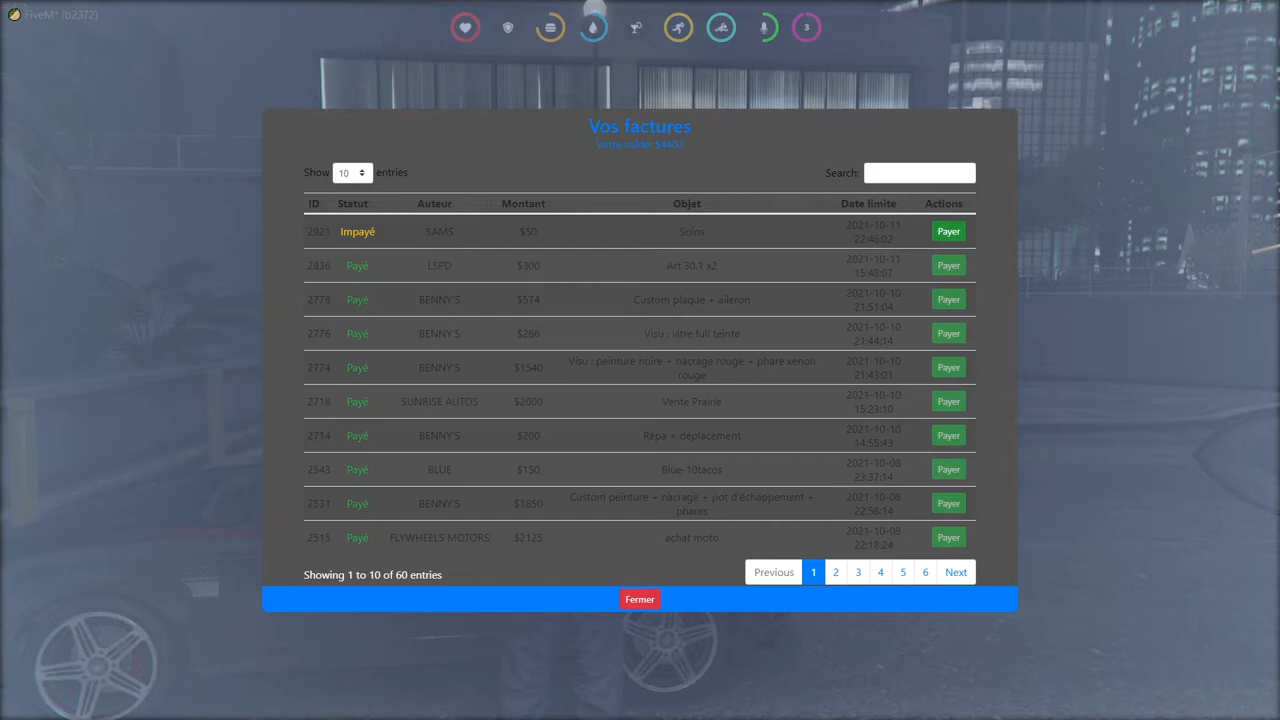 FiveM® (b2372)
3
Vos factures
Votre solde: $4402
Show 10 entries
Search:
ID Statut Auteur Montant Objet Date limite Actions
2921 Impayé SAMS $50 Soins 2021-10-11 22:46:02 Payer
2836 Payé LSPD $300 Art 30.1 x2 2021-10-11 15:48:07 Payer
2778 Payé BENNY'S $574 Custom plaque + aileron 2021-10-10 21:51:04 Payer
2776 Payé BENNY'S $266 Visu : vitre full teinte 2021-10-10 21:44:14 Payer
2774 Payé BENNY'S $1540 Visu : peinture noire + nacrage rouge + phare xenon rouge 2021-10-10 21:43:01 Payer
2718 Payé SUNRISE AUTOS $2000 Vente Prairie 2021-10-10 15:23:10 Payer
2714 Payé BENNY'S $200 Répa + déplacement 2021-10-10 14:55:43 Payer
2543 Payé BLUE $150 Blue-10tacos 2021-10-08 23:37:14 Payer
2531 Payé BENNY'S $1650 Custom peinture + nacrage + pot d'échappement + phares 2021-10-08 22:56:14 Payer
2515 Payé FLYWHEELS MOTORS $2125 achat moto 2021-10-08 22:18:24 Payer
Showing 1 to 10 of 60 entries
Previous 1 2 3 4 5 6 Next
Fermer